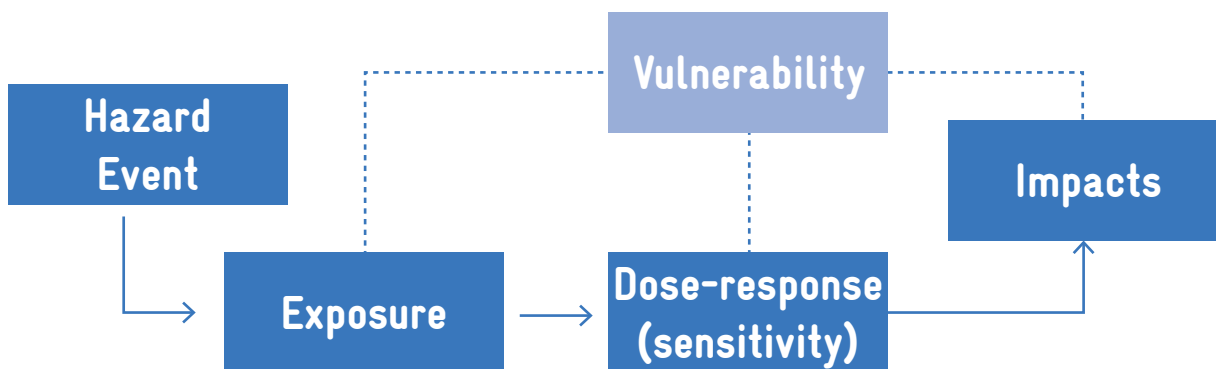 Vulnerability
Hazard
Event
Impacts
Exposure
Dose-response
(sensitivity)